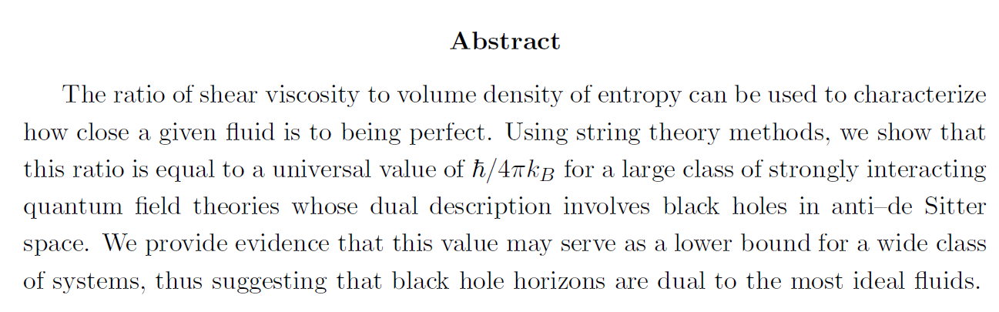 Abstract
The ratio of shear viscosity to volume density of entropy can be used to characterize
how close a given fluid is to being perfect. Using string theory methods, we show that
this ratio is equal to a universal value of ℏ/4πk_B for a large class of strongly interacting
quantum field theories whose dual description involves black holes in anti–de Sitter
space. We provide evidence that this value may serve as a lower bound for a wide class
of systems, thus suggesting that black hole horizons are dual to the most ideal fluids.